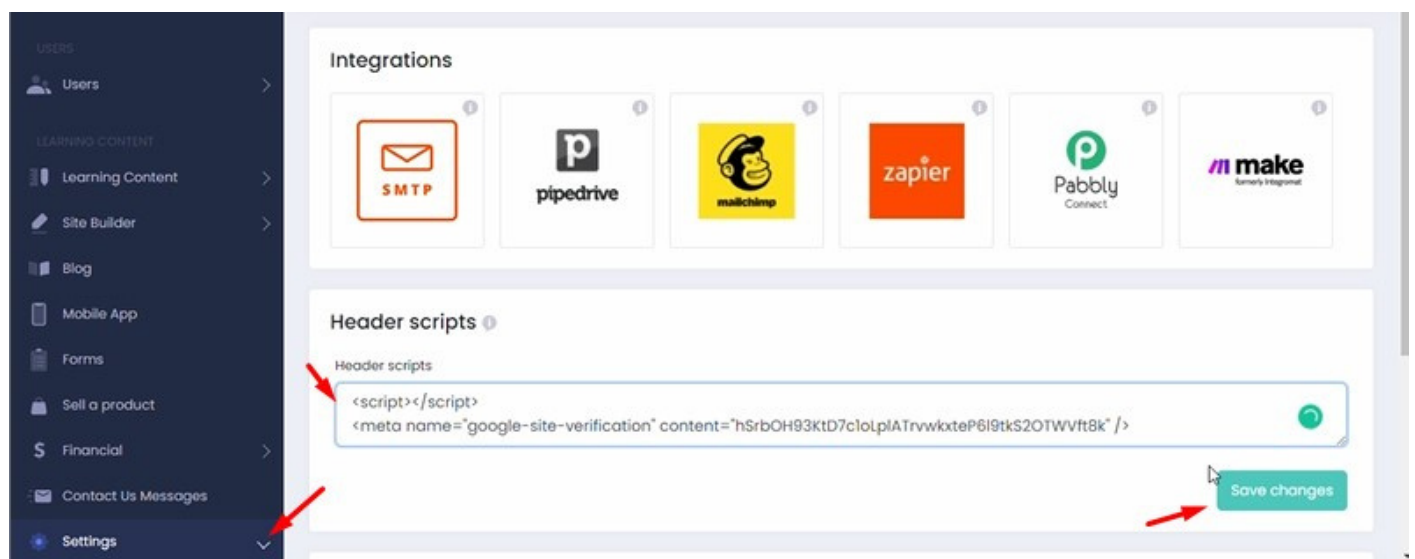 USERS
Users
LEARNING CONTENT
Learning Content
Site Builder
Blog
Mobile App
Forms
Sell a product
Financial
Contact Us Messages
Settings
Integrations
SMTP
pipedrive
mailchimp
zapier
Pabbly
Connect
make
formerly Integromat
Header scripts
Header scripts
<script></script>
<meta name="google-site-verification" content="hSrbOH93KtD7c1oLplATrvwkxteP6l9tkS2OTWVft8k" />
Save changes